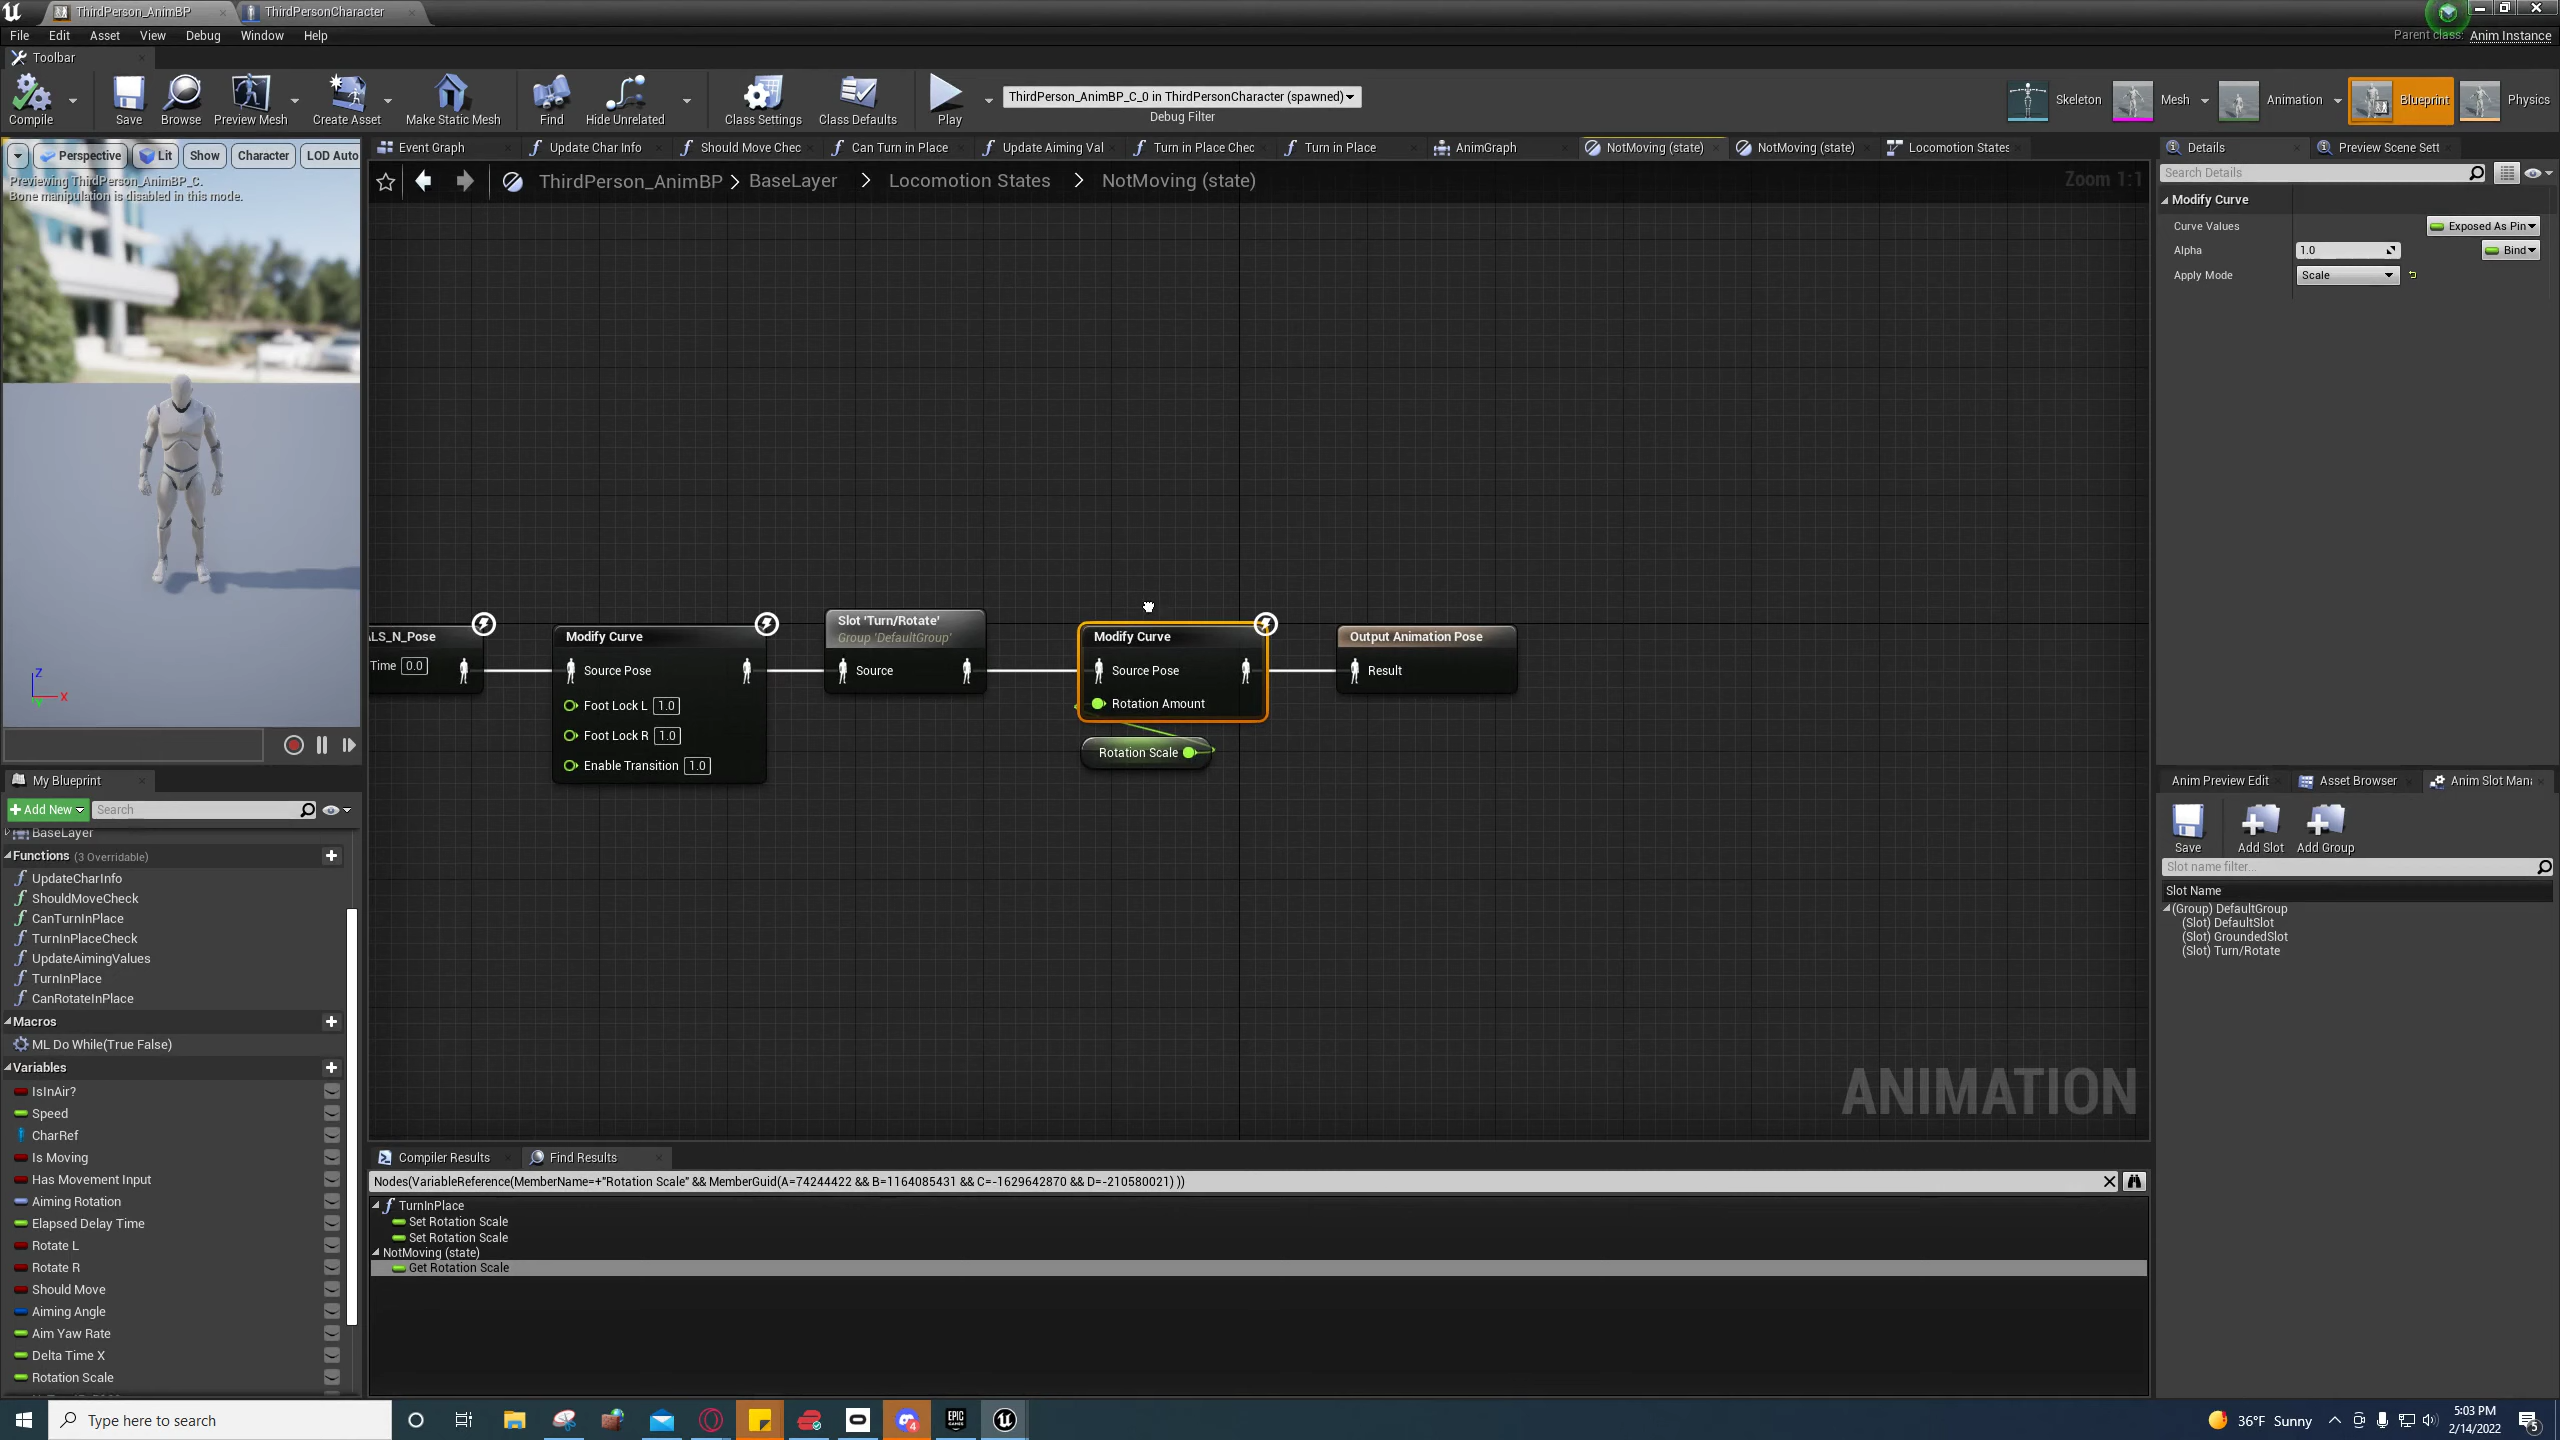 ThirdPerson_AnimBP
ThirdPersonCharacter
File Edit Asset View Debug Window Help
Parent class: Anim Instance
Toolbar
Compile
Save
Browse
Preview Mesh
Create Asset
Make Static Mesh
Find
Hide Unrelated
Class Settings
Class Defaults
Play
ThirdPerson_AnimBP_C_0 in ThirdPersonCharacter (spawned)
Debug Filter
Skeleton
Mesh
Animation
Blueprint
Physics
Perspective
Lit
Show
Character
LOD Auto
Previewing ThirdPerson_AnimBP_C.
Bone manipulation is disabled in this mode.
Z
X
Event Graph
Update Char Info
Should Move Chec
Can Turn in Place
Update Aiming Val
Turn in Place Chec
Turn in Place
AnimGraph
NotMoving (state)
NotMoving (state)
Locomotion States
ThirdPerson_AnimBP > BaseLayer > Locomotion States > NotMoving (state)
Zoom 1:1
ALS_N_Pose
Time 0.0
Modify Curve
Source Pose
Foot Lock L 1.0
Foot Lock R 1.0
Enable Transition 1.0
Slot 'Turn/Rotate'
Group 'DefaultGroup'
Source
Modify Curve
Source Pose
Rotation Amount
Rotation Scale
Output Animation Pose
Result
ANIMATION
Details
Preview Scene Sett
Search Details
Modify Curve
Curve Values Exposed As Pin
Alpha 1.0 Bind
Apply Mode Scale
My Blueprint
Add New
Search
BaseLayer
Functions (3 Overridable)
UpdateCharInfo
ShouldMoveCheck
CanTurnInPlace
TurnInPlaceCheck
UpdateAimingValues
TurnInPlace
CanRotateInPlace
Macros
ML Do While(True False)
Variables
IsInAir?
Speed
CharRef
Is Moving
Has Movement Input
Aiming Rotation
Elapsed Delay Time
Rotate L
Rotate R
Should Move
Aiming Angle
Aim Yaw Rate
Delta Time X
Rotation Scale
Compiler Results
Find Results
Nodes(VariableReference(MemberName=+"Rotation Scale" && MemberGuid(A=74244422 && B=1164085431 && C=-1629642870 && D=-210580021) ))
TurnInPlace
Set Rotation Scale
Set Rotation Scale
NotMoving (state)
Get Rotation Scale
Anim Preview Edit
Asset Browser
Anim Slot Man
Save
Add Slot
Add Group
Slot name filter...
Slot Name
(Group) DefaultGroup
(Slot) DefaultSlot
(Slot) GroundedSlot
(Slot) Turn/Rotate
Type here to search
EPIC
GAMES
4
36°F Sunny
5:03 PM
2/14/2022
5